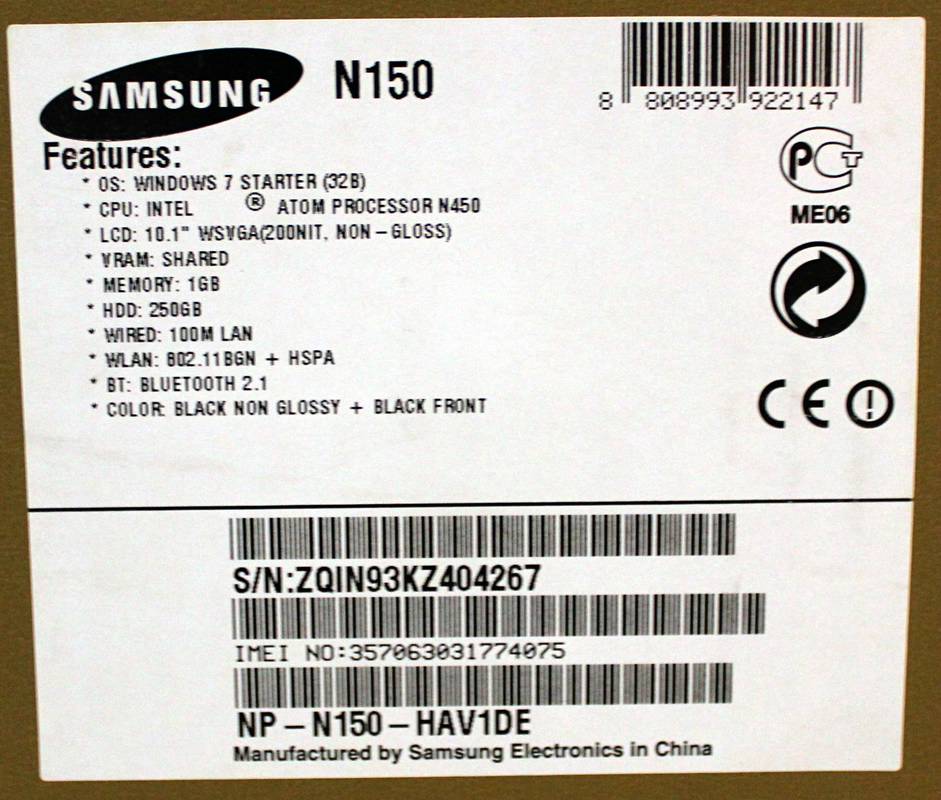 SAMSUNG N150
8 808993 922147
Features:
* OS: WINDOWS 7 STARTER (32B)
* CPU: INTEL ® ATOM PROCESSOR N450
* LCD: 10.1" WSVGA(200NIT, NON-GLOSS)
* VRAM: SHARED
* MEMORY: 1GB
* HDD: 250GB
* WIRED: 100M LAN
* WLAN: 802.11BGN + HSPA
* BT: BLUETOOTH 2.1
* COLOR: BLACK NON GLOSSY + BLACK FRONT
PCT
ME06
CE
S/N:ZQIN93KZ404267
IMEI NO:357063031774075
NP-N150-HAV1DE
Manufactured by Samsung Electronics in China